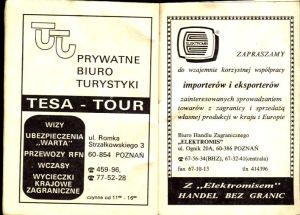 PRYWATNE
BIURO
TURYSTYKI
TESA - TOUR
WIZY
UBEZPIECZENIA
"WARTA"
PRZEWOZY RFN
WCZASY
WYCIECZKI
KRAJOWE
ZAGRANICZNE
ul. Romka
Strzałkowskiego 3
60-854 POZNAŃ
459-96,
77-52-28
czynne od 11°° - 16°°
ELEKTROMIS
ZAPRASZAMY
do wzajemnie korzystnej współpracy
importerów i eksporterów
zainteresowanych sprowadzaniem
towarów z zagranicy i sprzedażą
własnej produkcji w kraju i Europie
Biuro Handlu Zagranicznego
„ELEKTROMIS"
ul. Ognik 20A, 60-386 POZNAŃ
67-56-34(BHZ), 67-32-41(centrala)
fax 67-10-15 tlx 414396
Z „Elektromisem"
HANDEL BEZ GRANIC